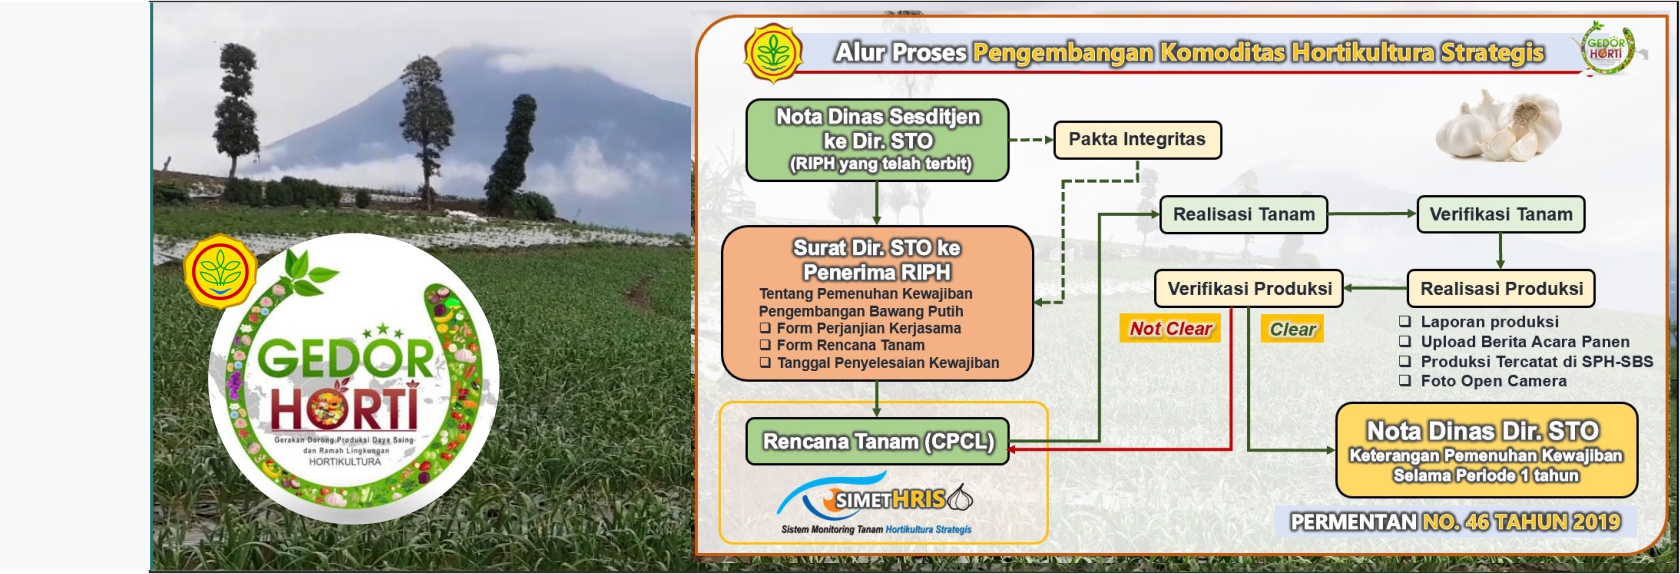 GEDOR
HORTI
Gerakan Dorong Produksi Daya Saing
dan Ramah Lingkungan
HORTIKULTURA
Alur Proses Pengembangan Komoditas Hortikultura Strategis
GEDOR
HORTI
Nota Dinas Sesditjen
ke Dir. STO
(RIPH yang telah terbit)
Pakta Integritas
Realisasi Tanam
Verifikasi Tanam
Surat Dir. STO ke
Penerima RIPH
Tentang Pemenuhan Kewajiban
Pengembangan Bawang Putih
❑ Form Perjanjian Kerjasama
❑ Form Rencana Tanam
❑ Tanggal Penyelesaian Kewajiban
Verifikasi Produksi
Realisasi Produksi
Not Clear
Clear
❑ Laporan produksi
❑ Upload Berita Acara Panen
❑ Produksi Tercatat di SPH-SBS
❑ Foto Open Camera
Rencana Tanam (CPCL)
SIMETHRIS
Sistem Monitoring Tanam Hortikultura Strategis
Nota Dinas Dir. STO
Keterangan Pemenuhan Kewajiban
Selama Periode 1 tahun
PERMENTAN NO. 46 TAHUN 2019